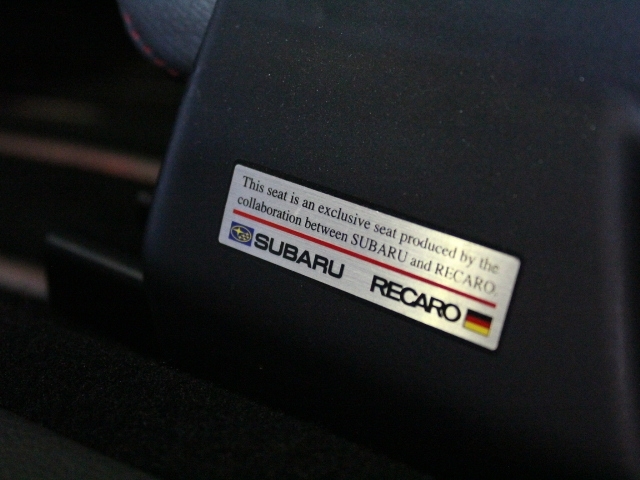 This seat is an exclusive seat produced by the
collaboration between SUBARU and RECARO.
SUBARU RECARO